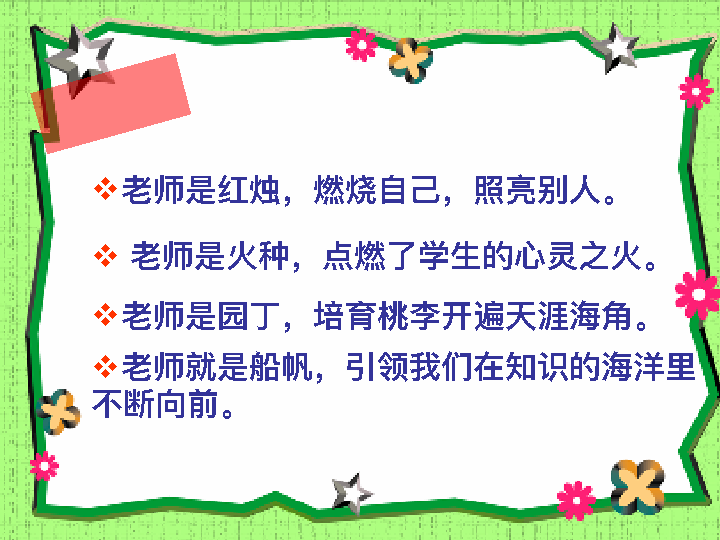 老师是红烛，燃烧自己，照亮别人。
老师是火种，点燃了学生的心灵之火。
老师是园丁，培育桃李开遍天涯海角。
老师就是船帆，引领我们在知识的海洋里
不断向前。